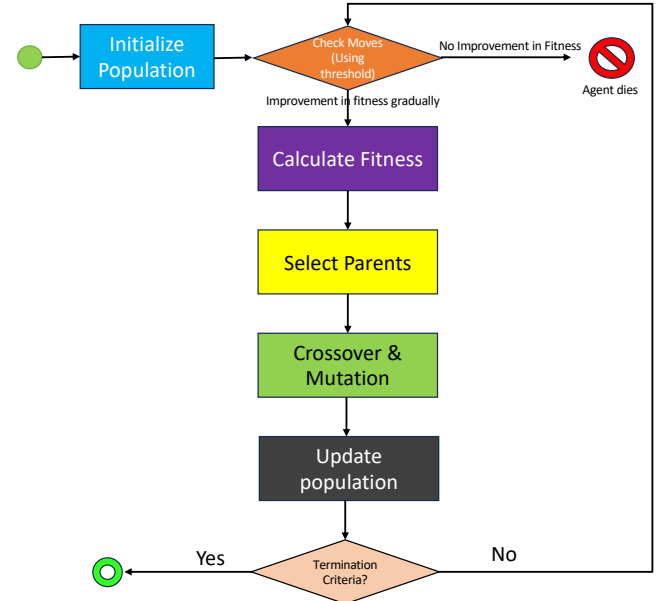 Initialize
Population
Check Moves
(Using
threshold)
No Improvement in Fitness
Agent dies
Improvement in fitness gradually
Calculate Fitness
Select Parents
Crossover &
Mutation
Update
population
Termination
Criteria?
Yes
No